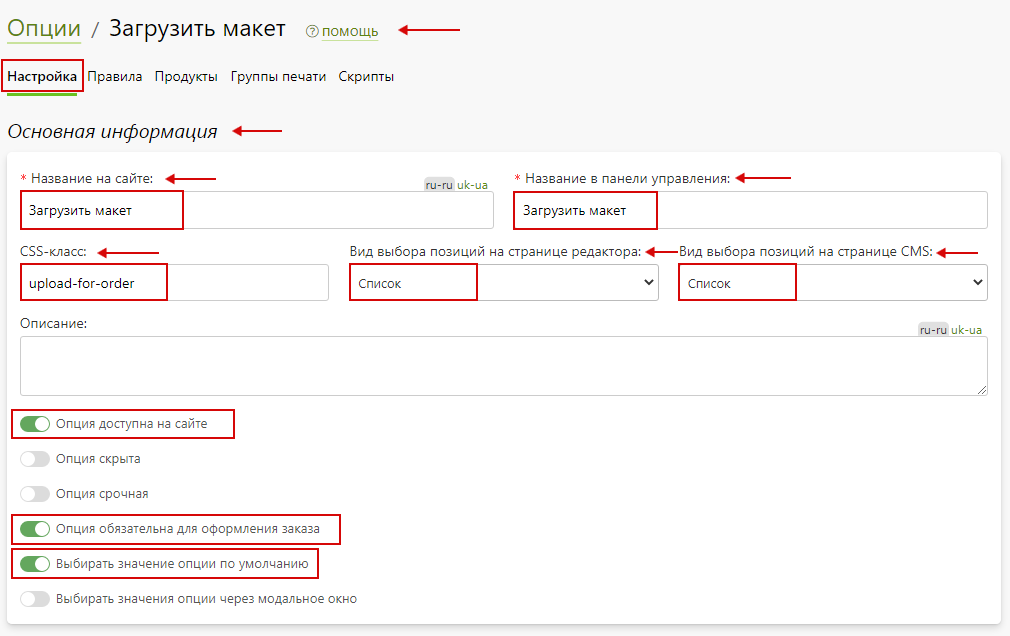 Опции / Загрузить макет ? помощь
Настройка Правила Продукты Группы печати Скрипты
Основная информация
* Название на сайте: ru-ru uk-ua * Название в панели управления:
Загрузить макет Загрузить макет
CSS-класс: Вид выбора позиций на странице редактора: Вид выбора позиций на странице CMS:
upload-for-order Список Список
Описание: ru-ru uk-ua
Опция доступна на сайте
Опция скрыта
Опция срочная
Опция обязательна для оформления заказа
Выбирать значение опции по умолчанию
Выбирать значения опции через модальное окно